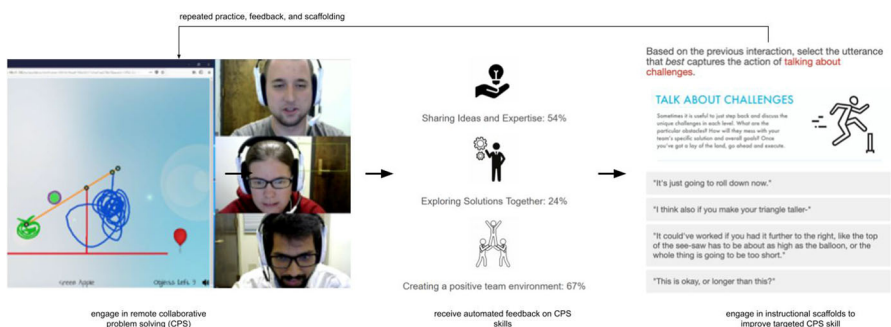 repeated practice, feedback, and scaffolding
Based on the previous interaction, select the utterance
that best captures the action of talking about
challenges.
TALK ABOUT CHALLENGES
Sometimes it is useful to just step back and discuss the
unique challenges in each level. What are the
particular obstacles? How will they mess with your
team's specific solution and overall goals? Once
you've got a lay of the land, go ahead and execute.
Sharing Ideas and Expertise: 54%
Exploring Solutions Together: 24%
Creating a positive team environment: 67%
"It's just going to roll down now."
"I think also if you make your triangle taller-"
"It could've worked if you had it further to the right, like the top
of the see-saw has to be about as high as the balloon, or the
whole thing is going to be too short."
"This is okay, or longer than this?"
Green Apple
engage in remote collaborative
problem solving (CPS)
receive automated feedback on CPS
skills
engage in instructional scaffolds to
improve targeted CPS skill